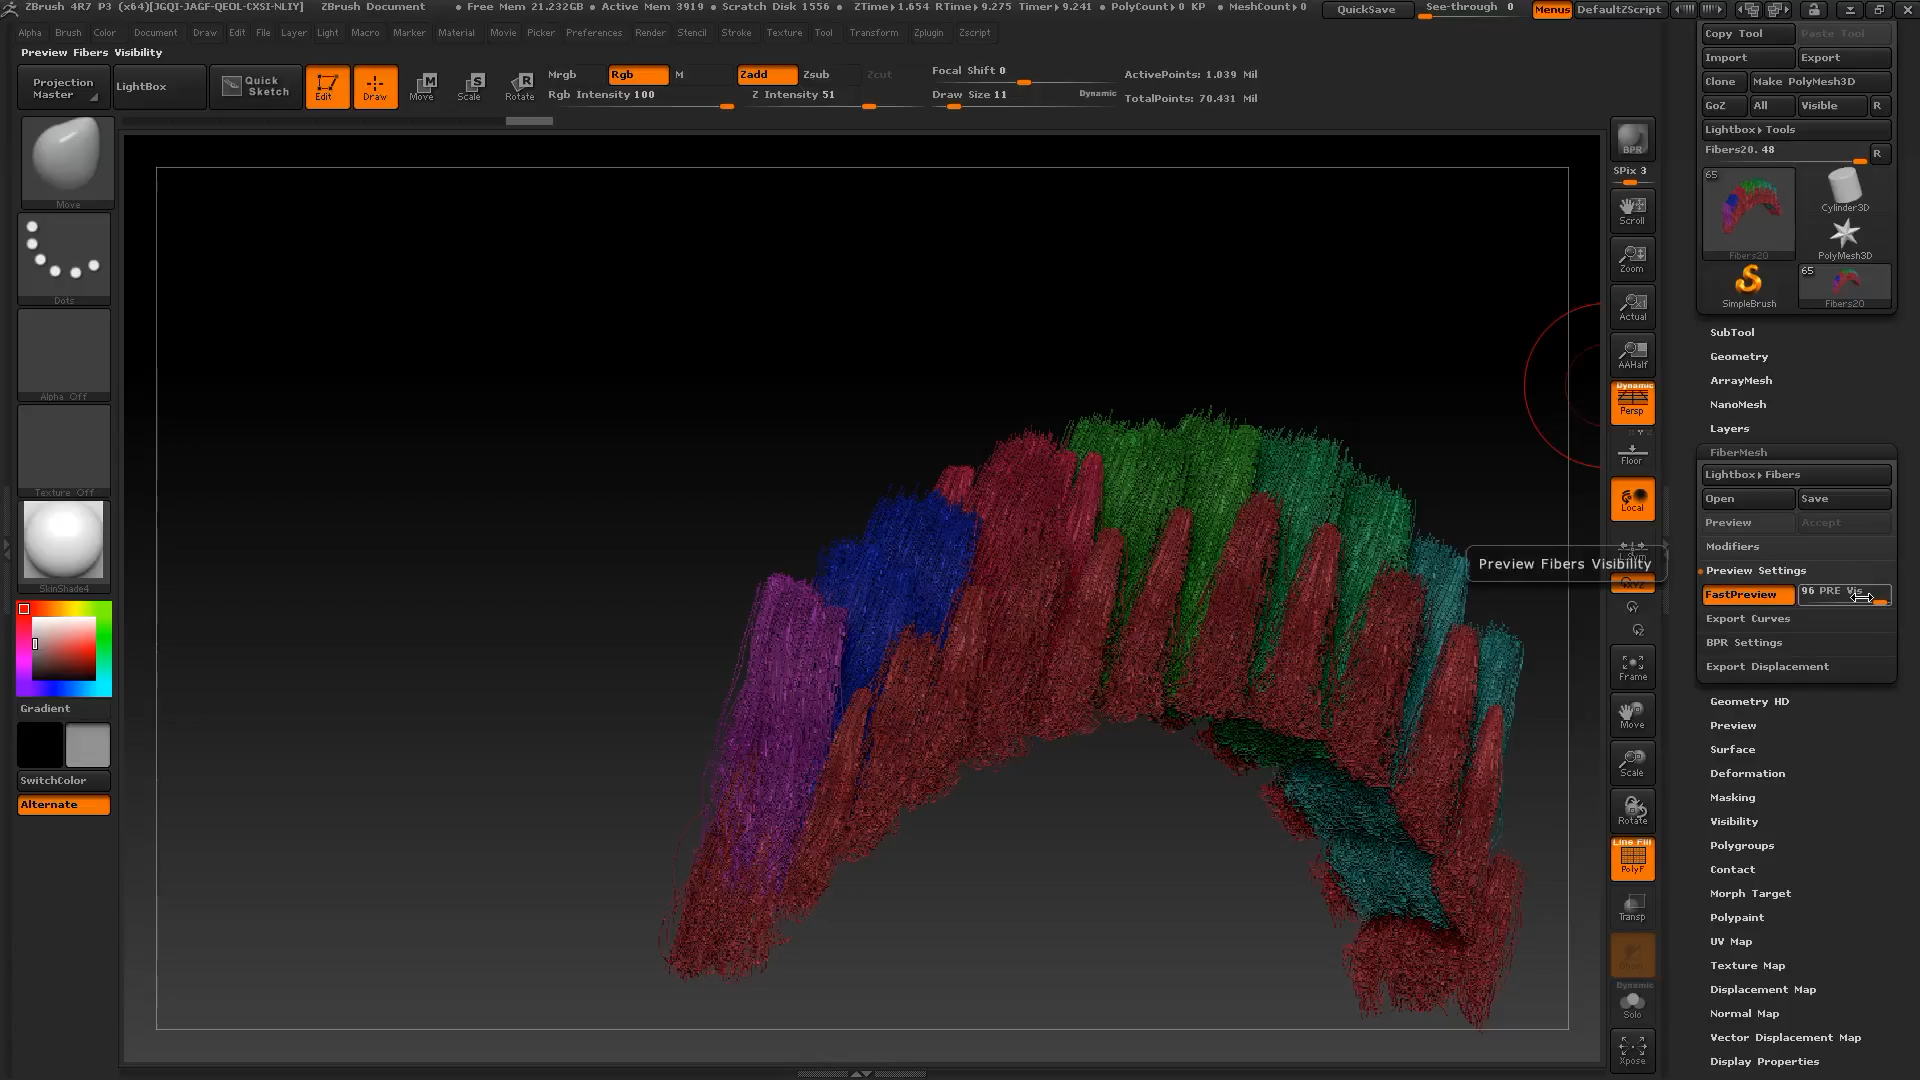 ZBrush 4R7 P3 (x64)[JGQI-JAGF-QEOL-CXSI-NLIY] ZBrush Document • Free Mem 21.232GB • Active Mem 3919 • Scratch Disk 1556 • ZTime▸1.654 RTime▸9.275 Timer▸9.241 • PolyCount▸0 KP • MeshCount▸0 QuickSave See-through 0 Menus DefaultZScript
Alpha Brush Color Document Draw Edit File Layer Light Macro Marker Material Movie Picker Preferences Render Stencil Stroke Texture Tool Transform Zplugin Zscript
Preview Fibers Visibility
Projection Master
LightBox
Quick Sketch
Edit
Draw
Move
Scale
Rotate
Mrgb Rgb M
Rgb Intensity 100
Zadd Zsub Zcut
Z Intensity 51
Focal Shift 0
Draw Size 11
Dynamic
ActivePoints: 1.039 Mil
TotalPoints: 70.431 Mil
Move
Dots
Alpha Off
Texture Off
SkinShade4
Gradient
SwitchColor
Alternate
BPR
SPix 3
Scroll
Zoom
Actual
AAHalf
Dynamic
Persp
Floor
Local
Frame
Move
Scale
Rotate
Line Fill
PolyF
Transp
Dynamic
Solo
Xpose
Preview Fibers Visibility
Copy Tool Paste Tool
Import Export
Clone Make PolyMesh3D
GoZ All Visible R
Lightbox▸Tools
Fibers20. 48 R
65
Fibers20
Cylinder3D
PolyMesh3D
SimpleBrush
65
Fibers20
SubTool
Geometry
ArrayMesh
NanoMesh
Layers
FiberMesh
Lightbox▸Fibers
Open Save
Preview Accept
Modifiers
Preview Settings
FastPreview 96 PRE Vis
Export Curves
BPR Settings
Export Displacement
Geometry HD
Preview
Surface
Deformation
Masking
Visibility
Polygroups
Contact
Morph Target
Polypaint
UV Map
Texture Map
Displacement Map
Normal Map
Vector Displacement Map
Display Properties